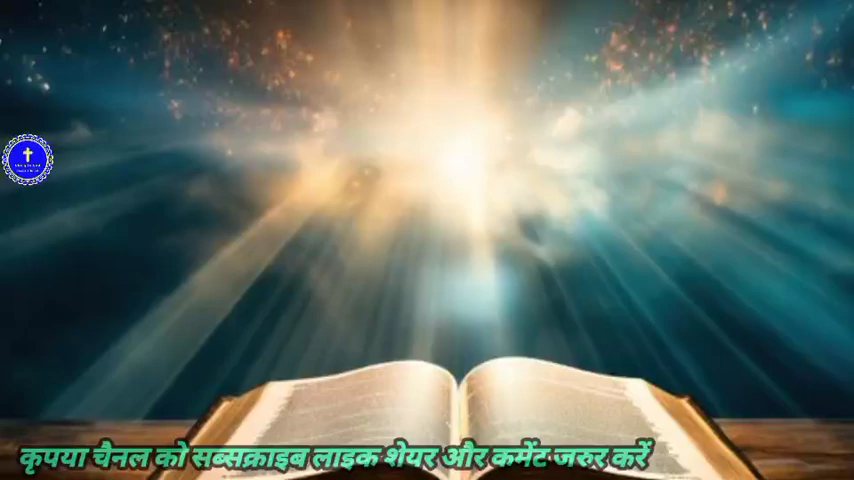 कृपया चैनल को सब्सक्राइब लाइक शेयर और कमेंट जरुर करें